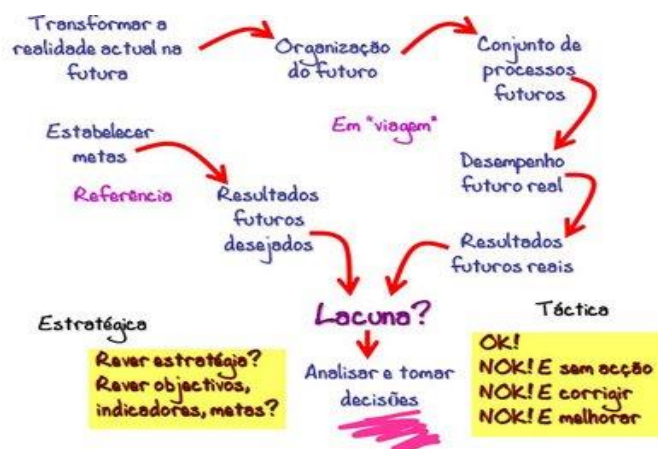 Transformar a
realidade actual na
futura
Organização
do futuro
Conjunto de
processos
futuros
Estabelecer
metas
Em "viagem"
Desempenho
futuro real
Referência
Resultados
futuros
desejados
Resultados
futuros reais
Lacuna?
Estratégica
Táctica
Rever estratégia?
Rever objectivos,
indicadores, metas?
Analisar e tomar
decisões
OK!
NOK! E sem acção
NOK! E corrigir
NOK! E melhorar